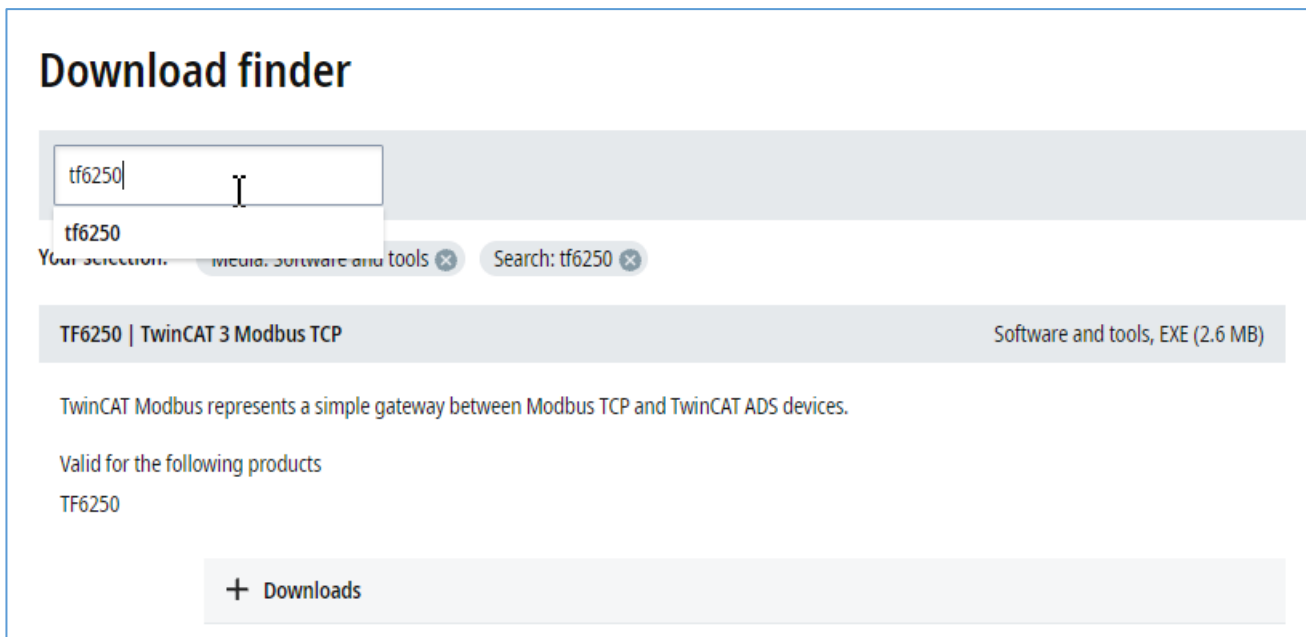 Download finder
tf6250
tf6250
Your selection: Media: Software and tools Search: tf6250
TF6250 | TwinCAT 3 Modbus TCP Software and tools, EXE (2.6 MB)
TwinCAT Modbus represents a simple gateway between Modbus TCP and TwinCAT ADS devices.
Valid for the following products
TF6250
+ Downloads